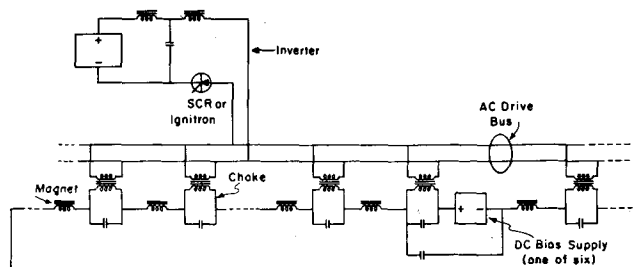 +
−
Inverter
SCR or
Ignitron
AC Drive
Bus
Magnet
Choke
+ −
DC Bias Supply
(one of six)